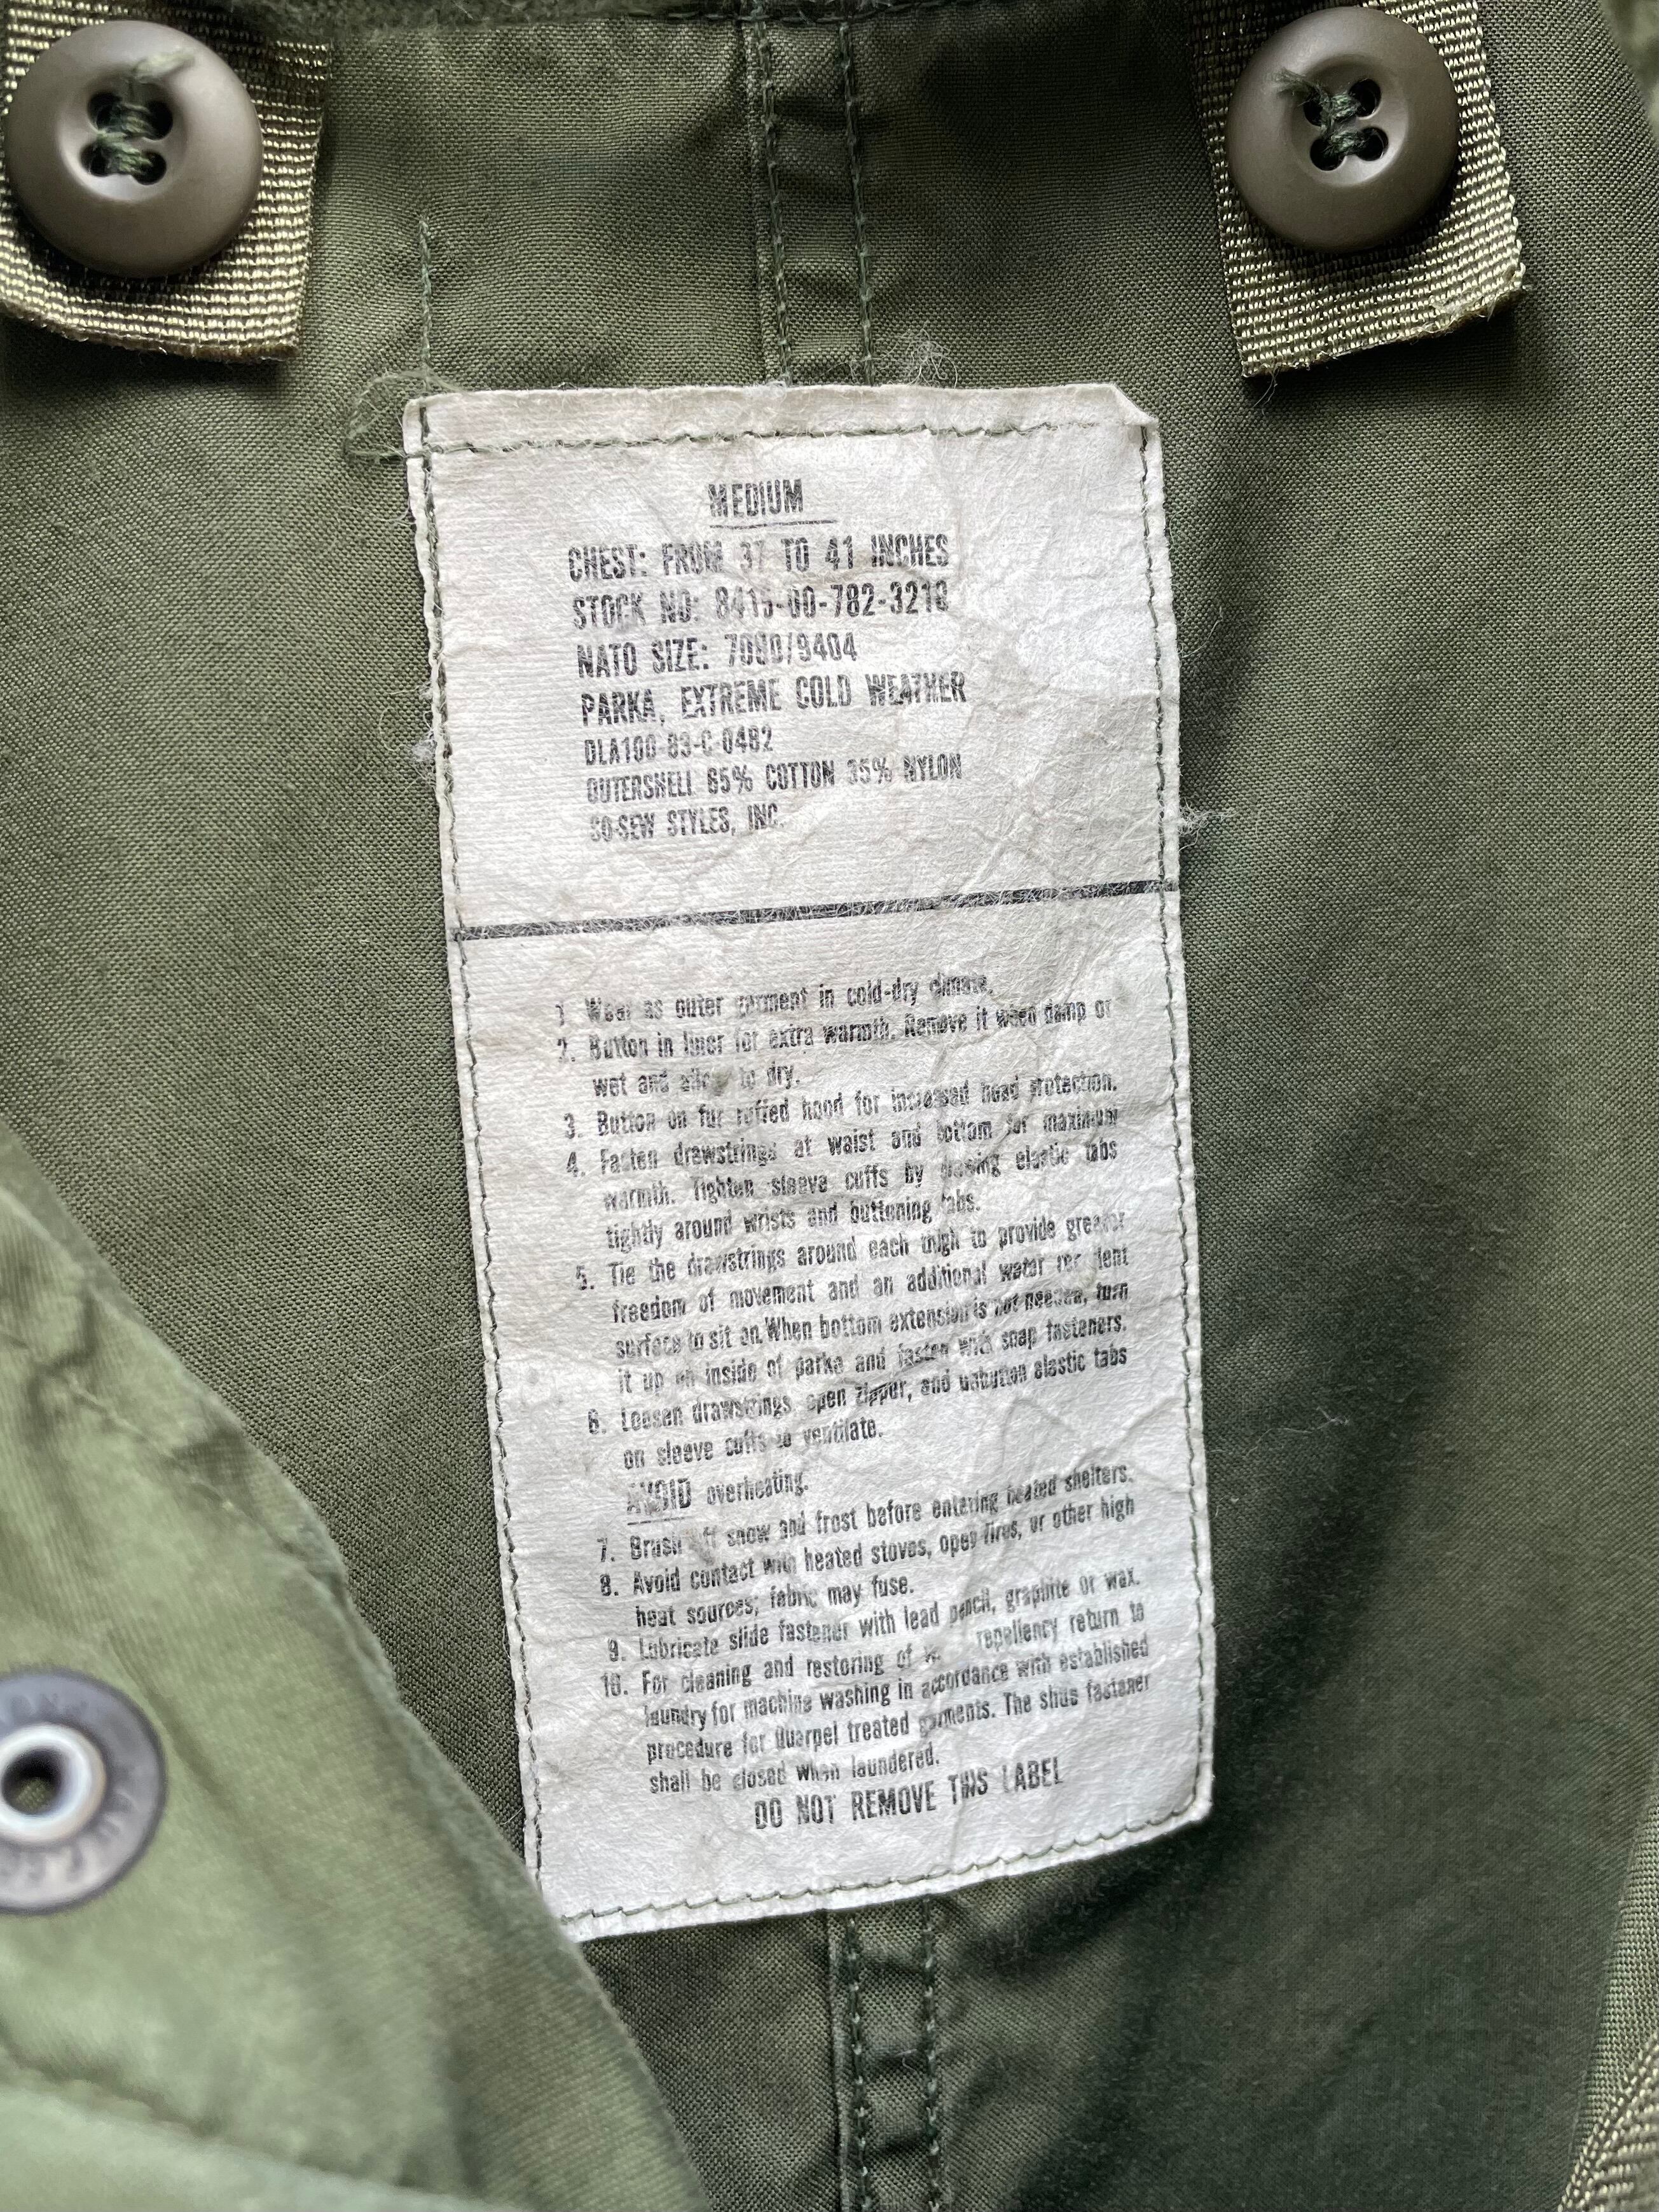 MEDIUM
CHEST: FROM 37 TO 41 INCHES
STOCK NO: 8415-00-782-3218
NATO SIZE: 7080/9404
PARKA, EXTREME COLD WEATHER
DLA100-83-C-0482
OUTERSHELL 65% COTTON 35% NYLON
SO-SEW STYLES, INC.
1 Wear as outer garment in cold-dry climate.
2. Button in liner for extra warmth. Remove it when damp or
wet and allow to dry.
3. Button on fur ruffed hood for increased head protection.
4. Fasten drawstrings at waist and bottom for maximum
warmth. Tighten sleeve cuffs by drawing elastic tabs
tightly around wrists and buttoning tabs.
5. Tie the drawstrings around each thigh to provide greater
freedom of movement and an additional water
surface to sit on. When bottom extension is not needed, turn
it up on inside of parka and fasten with snap fasteners.
6. Loosen drawstrings, open zipper, and unbutton elastic tabs
on sleeve cuffs to ventilate.
AVOID overheating.
7. Brush off snow and frost before entering heated shelters.
8. Avoid contact with heated stoves, open fires, or other high
heat sources; fabric may fuse.
9. Lubricate slide fastener with lead pencil, graphite or wax.
10. For cleaning and restoring of repellency return to
laundry for machine washing in accordance with established
procedure for Quarpel treated garments. The fastener
shall be closed when laundered.
DO NOT REMOVE THIS LABEL